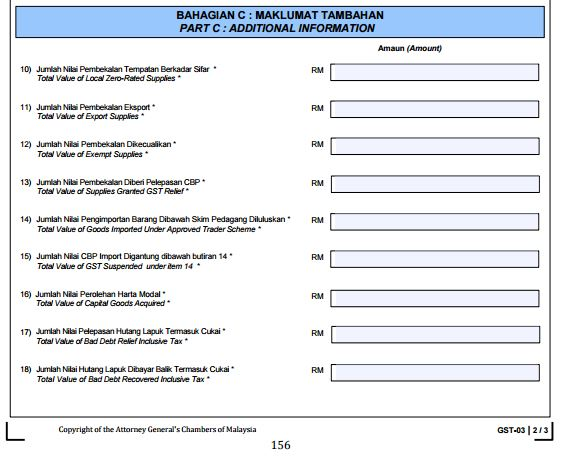 BAHAGIAN C : MAKLUMAT TAMBAHAN
PART C : ADDITIONAL INFORMATION
Amaun (Amount)
10) Jumlah Nilai Pembekalan Tempatan Berkadar Sifar * RM
Total Value of Local Zero-Rated Supplies *
11) Jumlah Nilai Pembekalan Eksport * RM
Total Value of Export Supplies *
12) Jumlah Nilai Pembekalan Dikecualikan * RM
Total Value of Exempt Supplies *
13) Jumlah Nilai Pembekalan Diberi Pelepasan CBP * RM
Total Value of Supplies Granted GST Relief *
14) Jumlah Nilai Pengimportan Barang Dibawah Skim Pedagang Diluluskan * RM
Total Value of Goods Imported Under Approved Trader Scheme *
15) Jumlah Nilai CBP Import Digantung dibawah butiran 14 * RM
Total Value of GST Suspended under item 14 *
16) Jumlah Nilai Perolehan Harta Modal * RM
Total Value of Capital Goods Acquired *
17) Jumlah Nilai Pelepasan Hutang Lapuk Termasuk Cukai * RM
Total Value of Bad Debt Relief Inclusive Tax *
18) Jumlah Nilai Hutang Lapuk Dibayar Balik Termasuk Cukai * RM
Total Value of Bad Debt Recovered Inclusive Tax *
Copyright of the Attorney General's Chambers of Malaysia GST-03 | 2 / 3
156